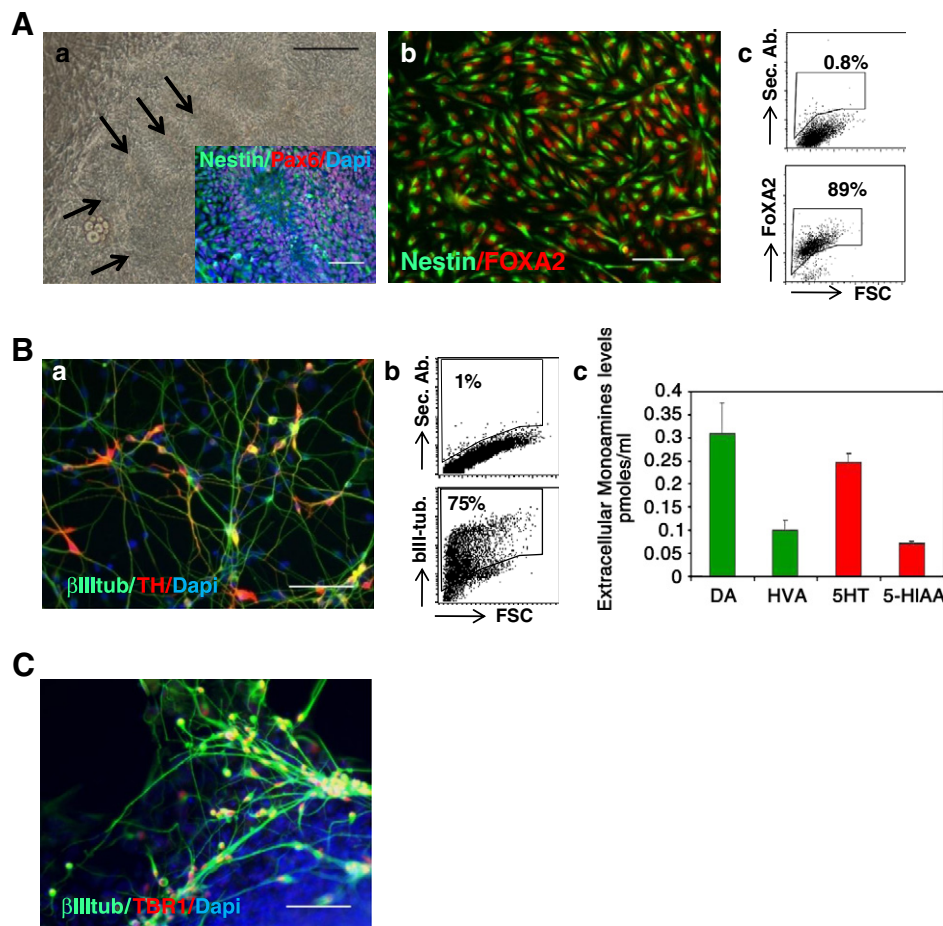 A
a
Nestin/Pax6/Dapi
b
Nestin/FOXA2
c
Sec. Ab.
0.8%
FoXA2
89%
FSC
B
a
βIIItub/TH/Dapi
b
Sec. Ab.
1%
bIII-tub.
75%
FSC
c
Extracellular Monoamines levels
pmoles/ml
0.4
0.35
0.3
0.25
0.2
0.1
0.05
0
DA HVA 5HT 5-HIAA
C
βIIItub/TBR1/Dapi